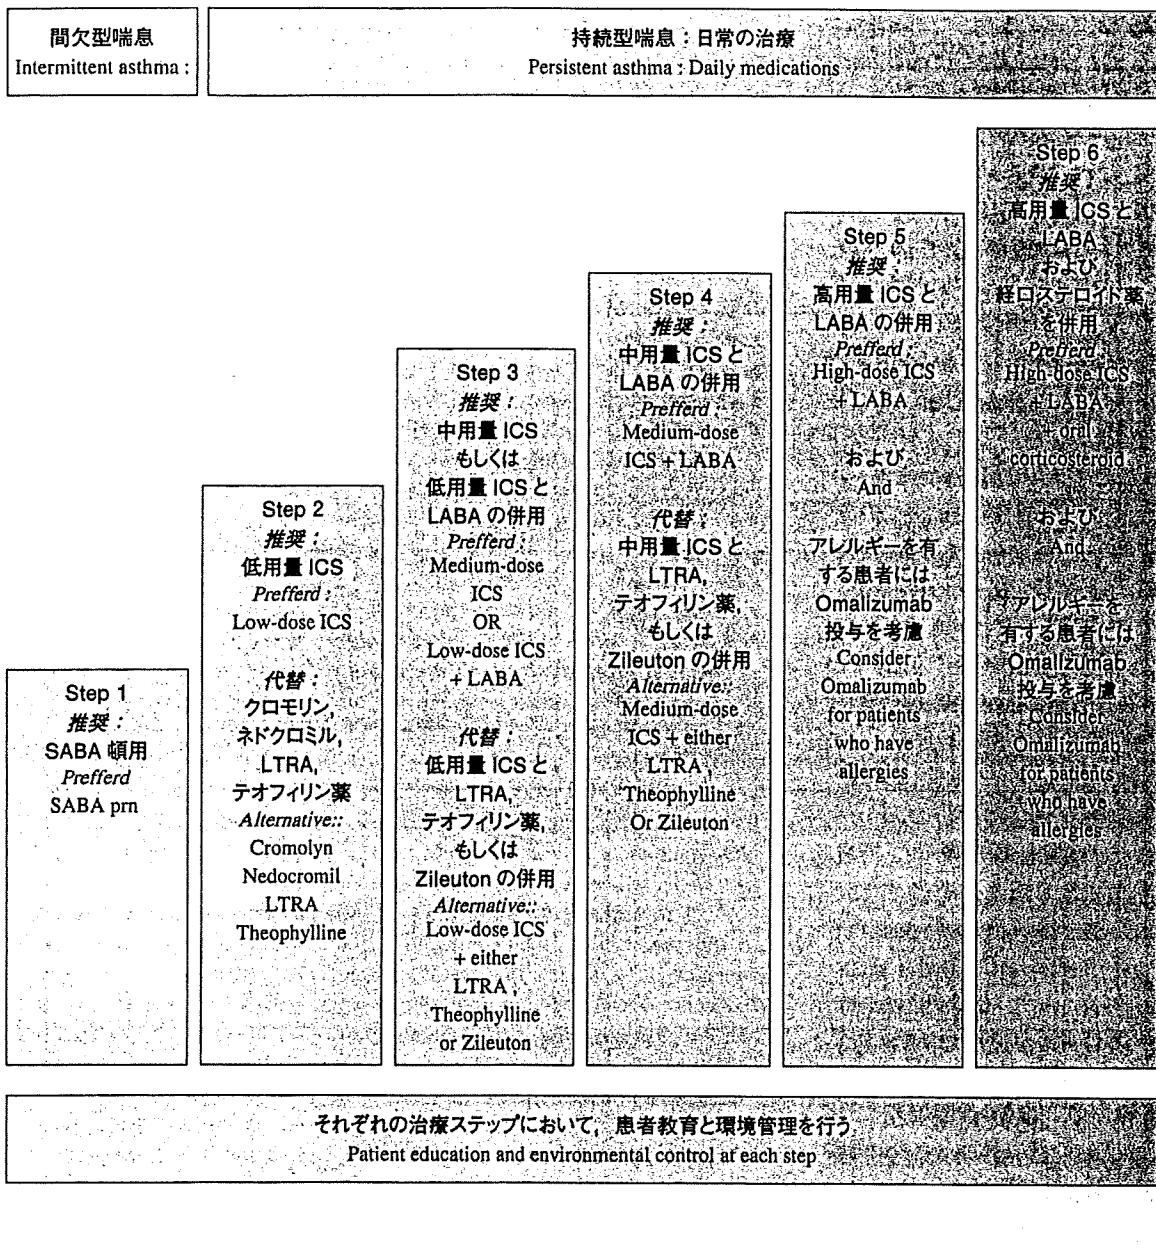 間欠型喘息
Intermittent asthma :
持続型喘息：日常の治療
Persistent asthma : Daily medications
Step 1
推奨：
SABA 頓用
Prefferd
SABA prn
Step 2
推奨：
低用量 ICS
Prefferd :
Low-dose ICS
代替：
クロモリン，
ネドクロミル，
LTRA，
テオフィリン薬
Alternative::
Cromolyn
Nedocromil
LTRA
Theophylline
Step 3
推奨：
中用量 ICS
もしくは
低用量 ICS と
LABA の併用
Prefferd :
Medium-dose
ICS
OR
Low-dose ICS
+ LABA
代替：
低用量 ICS と
LTRA，
テオフィリン薬，
もしくは
Zileuton の併用
Alternative::
Low-dose ICS
+ either
LTRA ,
Theophylline
or Zileuton
Step 4
推奨：
中用量 ICS と
LABA の併用
Prefferd :
Medium-dose
ICS + LABA
代替：
中用量 ICS と
LTRA，
テオフィリン薬，
もしくは
Zileuton の併用
Alternative::
Medium-dose
ICS + either
LTRA ,
Theophylline
Or Zileuton
Step 5
推奨：
高用量 ICS と
LABA の併用
Prefferd :
High-dose ICS
+ LABA
および
And
アレルギーを有
する患者には
Omalizumab
投与を考慮
Consider
Omalizumab
for patients
who have
allergies
Step 6
推奨：
高用量 ICS と
LABA
および
経口ステロイド薬
を併用
Prefferd :
High-dose ICS
+ LABA
+ oral
corticosteroid
および
And
アレルギーを
有する患者には
Omalizumab
投与を考慮
Consider
Omalizumab
for patients
who have
allergies
それぞれの治療ステップにおいて，患者教育と環境管理を行う
Patient education and environmental control at each step